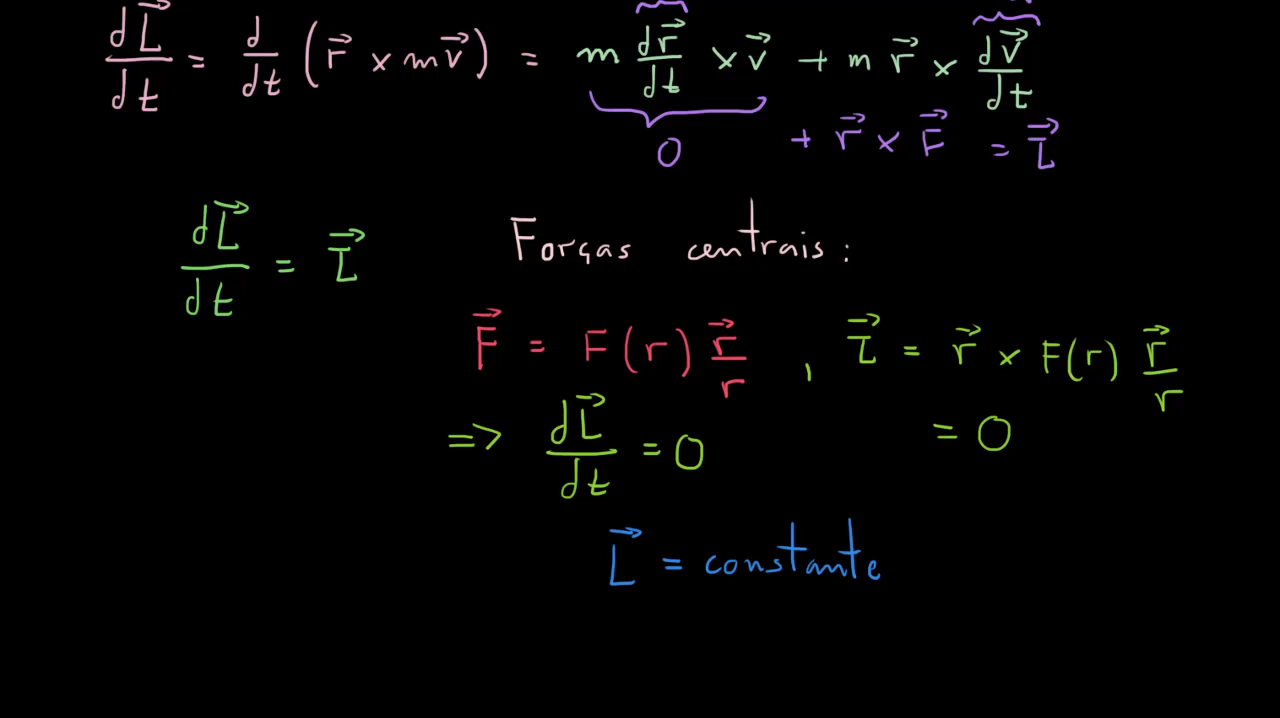 dL⃗/dt = d/dt (r⃗ × mv⃗) = m dr⃗/dt × v⃗ + m r⃗ × dv⃗/dt
0 + r⃗ × F⃗ = τ⃗
dL⃗/dt = τ⃗
Forças centrais:
F⃗ = F(r) r⃗/r , τ⃗ = r⃗ × F(r) r⃗/r
=> dL⃗/dt = 0 = 0
L⃗ = constante